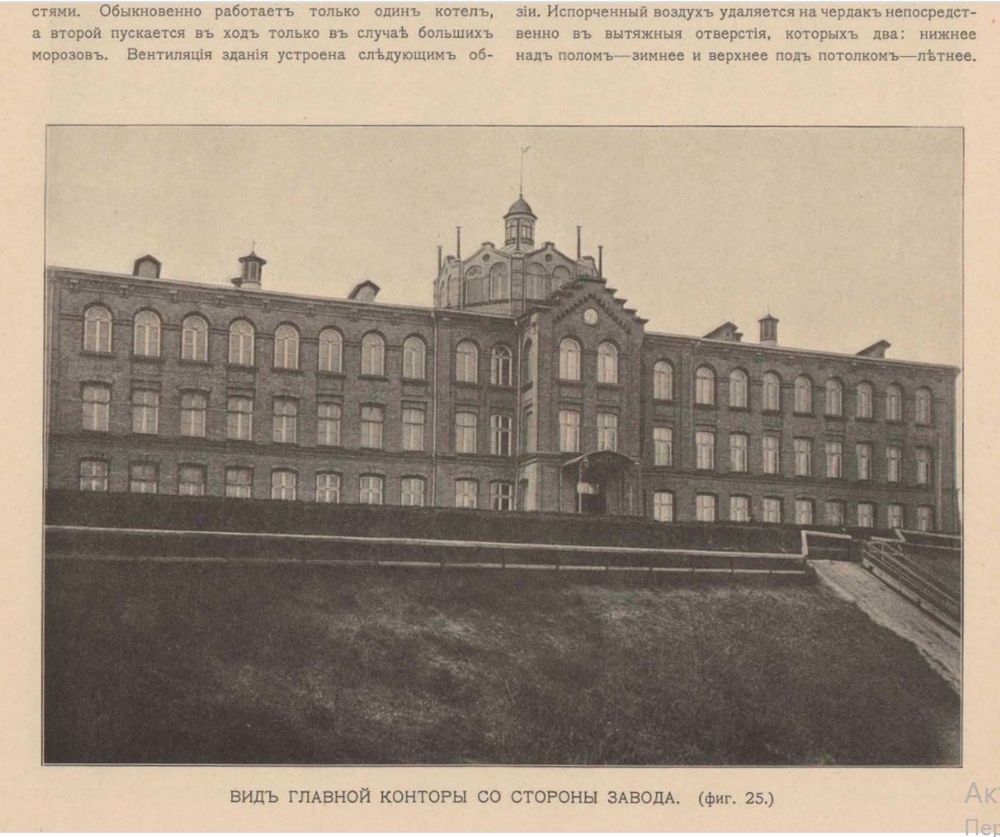 стями. Обыкновенно работаетъ только одинъ котелъ,
а второй пускается въ ходъ только въ случаѣ большихъ
морозовъ. Вентиляція зданія устроена слѣдующимъ об-
зіи. Испорченный воздухъ удаляется на чердакъ непосредст-
венно въ вытяжныя отверстія, которыхъ два: нижнее
надъ поломъ—зимнее и верхнее подъ потолкомъ—лѣтнее.
ВИДЪ ГЛАВНОЙ КОНТОРЫ СО СТОРОНЫ ЗАВОДА. (фиг. 25.)
Ак
Пер